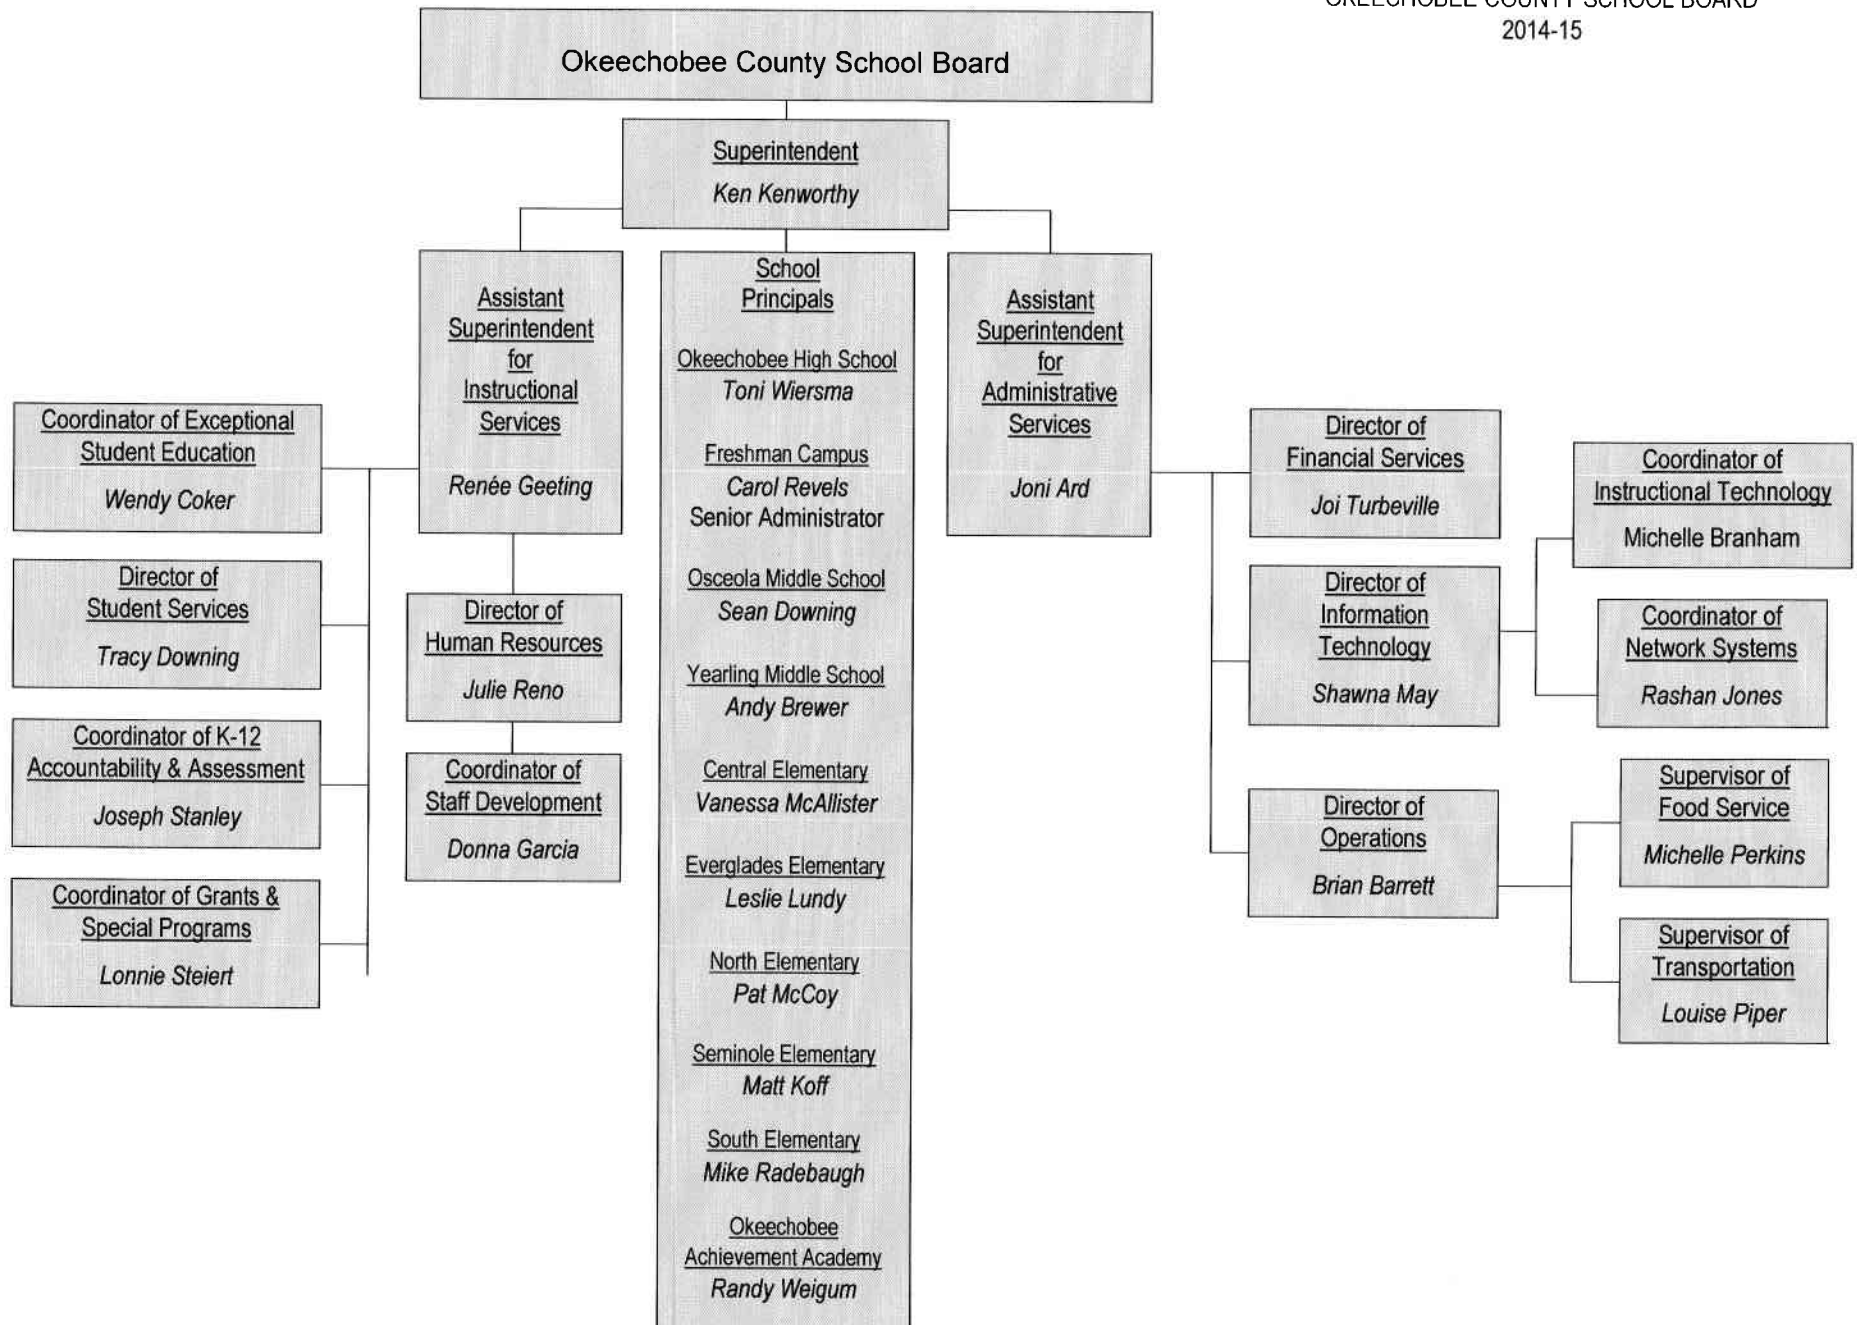 OKEECHOBEE COUNTY SCHOOL BOARD
2014-15
Okeechobee County School Board
Superintendent
Ken Kenworthy
Assistant
Superintendent
for
Instructional
Services
Renée Geeting
School
Principals
Okeechobee High School
Toni Wiersma
Freshman Campus
Carol Revels
Senior Administrator
Osceola Middle School
Sean Downing
Yearling Middle School
Andy Brewer
Central Elementary
Vanessa McAllister
Everglades Elementary
Leslie Lundy
North Elementary
Pat McCoy
Seminole Elementary
Matt Koff
South Elementary
Mike Radebaugh
Okeechobee
Achievement Academy
Randy Weigum
Assistant
Superintendent
for
Administrative
Services
Joni Ard
Coordinator of Exceptional
Student Education
Wendy Coker
Director of
Student Services
Tracy Downing
Coordinator of K-12
Accountability & Assessment
Joseph Stanley
Coordinator of Grants &
Special Programs
Lonnie Steiert
Director of
Human Resources
Julie Reno
Coordinator of
Staff Development
Donna Garcia
Director of
Financial Services
Joi Turbeville
Director of
Information
Technology
Shawna May
Director of
Operations
Brian Barrett
Coordinator of
Instructional Technology
Michelle Branham
Coordinator of
Network Systems
Rashan Jones
Supervisor of
Food Service
Michelle Perkins
Supervisor of
Transportation
Louise Piper